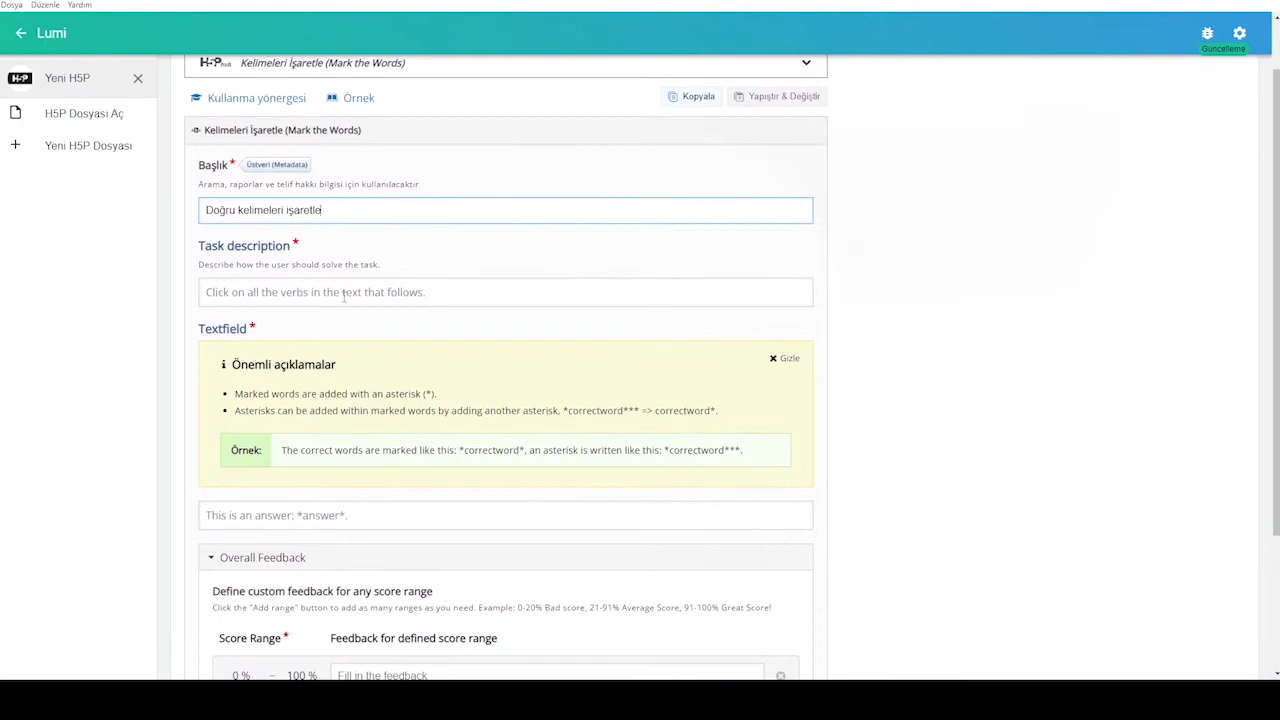 Dosya Düzenle Yardım
Lumi
Güncelleme
Yeni H5P
H5P Dosyası Aç
Yeni H5P Dosyası
H5P hub Kelimeleri İşaretle (Mark the Words)
Kullanma yönergesi Örnek Kopyala Yapıştır & Değiştir
Kelimeleri İşaretle (Mark the Words)
Başlık* Üstveri (Metadata)
Arama, raporlar ve telif hakkı bilgisi için kullanılacaktır
Doğru kelimeleri işaretle
Task description *
Describe how the user should solve the task.
Click on all the verbs in the text that follows.
Textfield *
Önemli açıklamalar Gizle
Marked words are added with an asterisk (*).
Asterisks can be added within marked words by adding another asterisk, *correctword*** => correctword*.
Örnek: The correct words are marked like this: *correctword*, an asterisk is written like this: *correctword***.
This is an answer: *answer*.
Overall Feedback
Define custom feedback for any score range
Click the "Add range" button to add as many ranges as you need. Example: 0-20% Bad score, 21-91% Average Score, 91-100% Great Score!
Score Range* Feedback for defined score range
0 % – 100 % Fill in the feedback